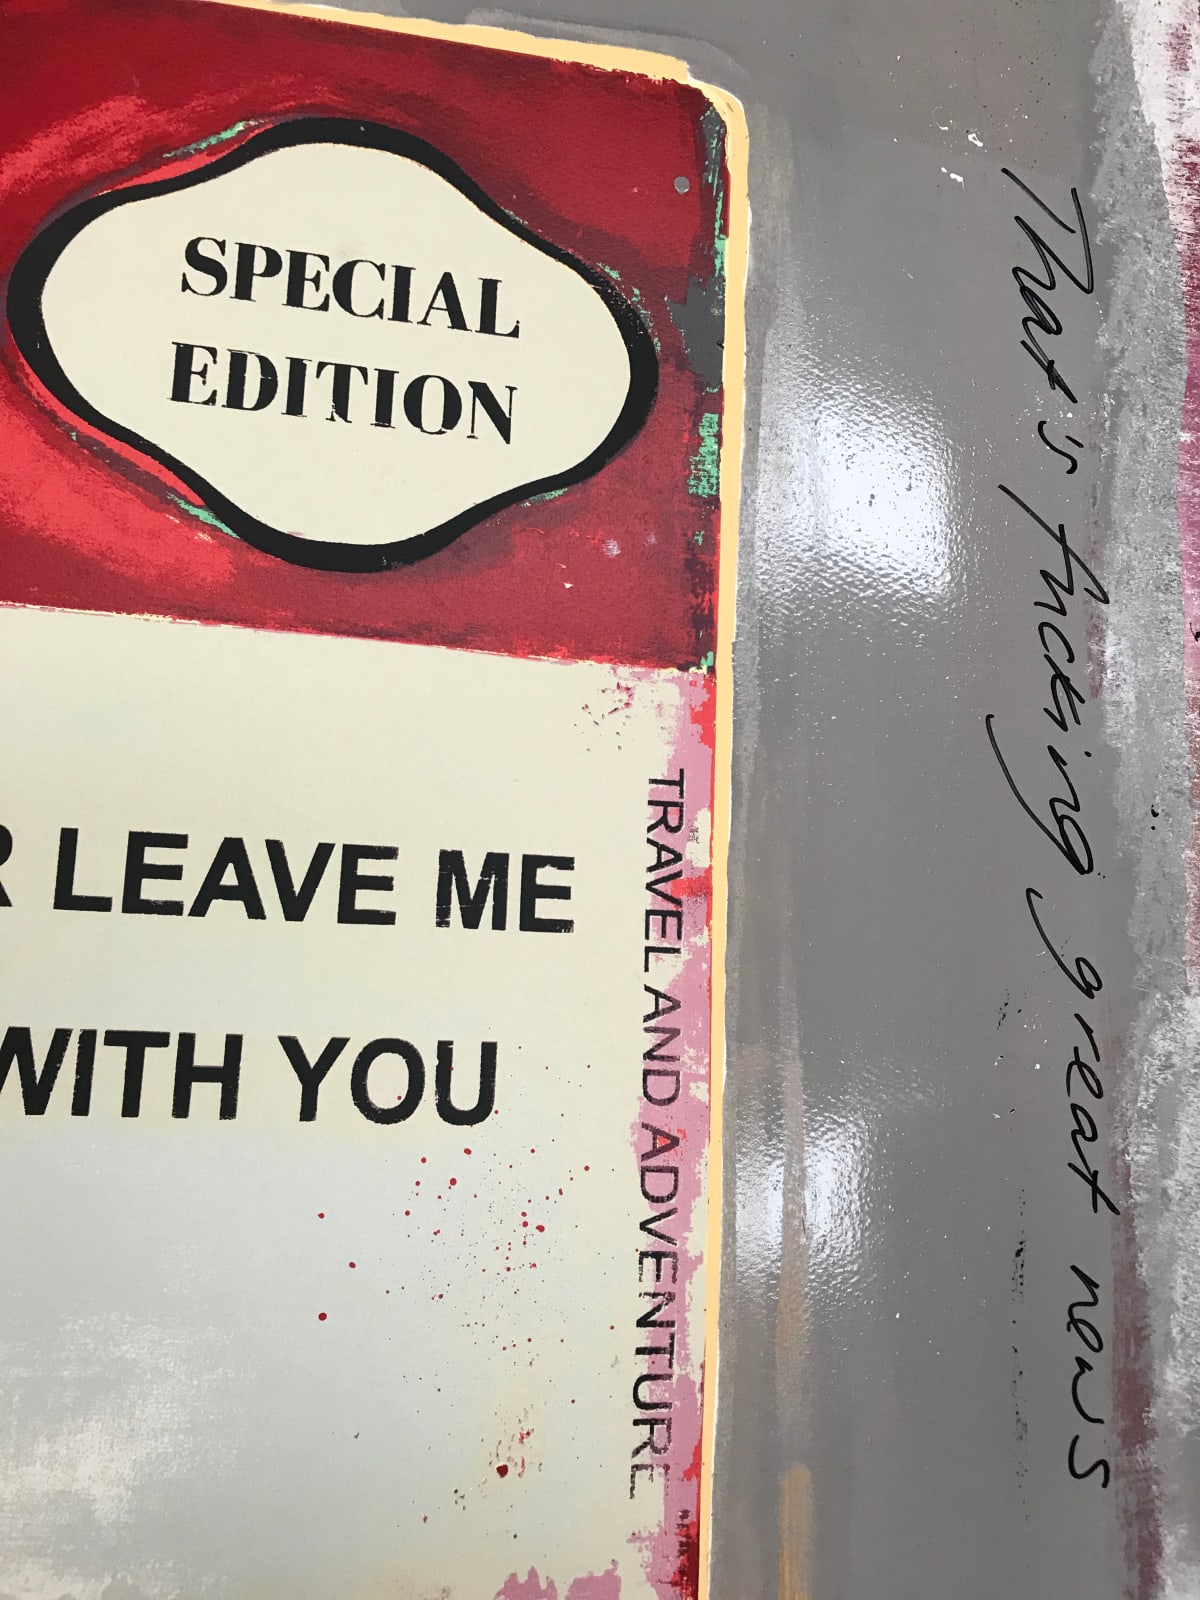 SPECIAL
EDITION
R LEAVE ME
WITH YOU
TRAVEL AND ADVENTURE
That's fucking great news